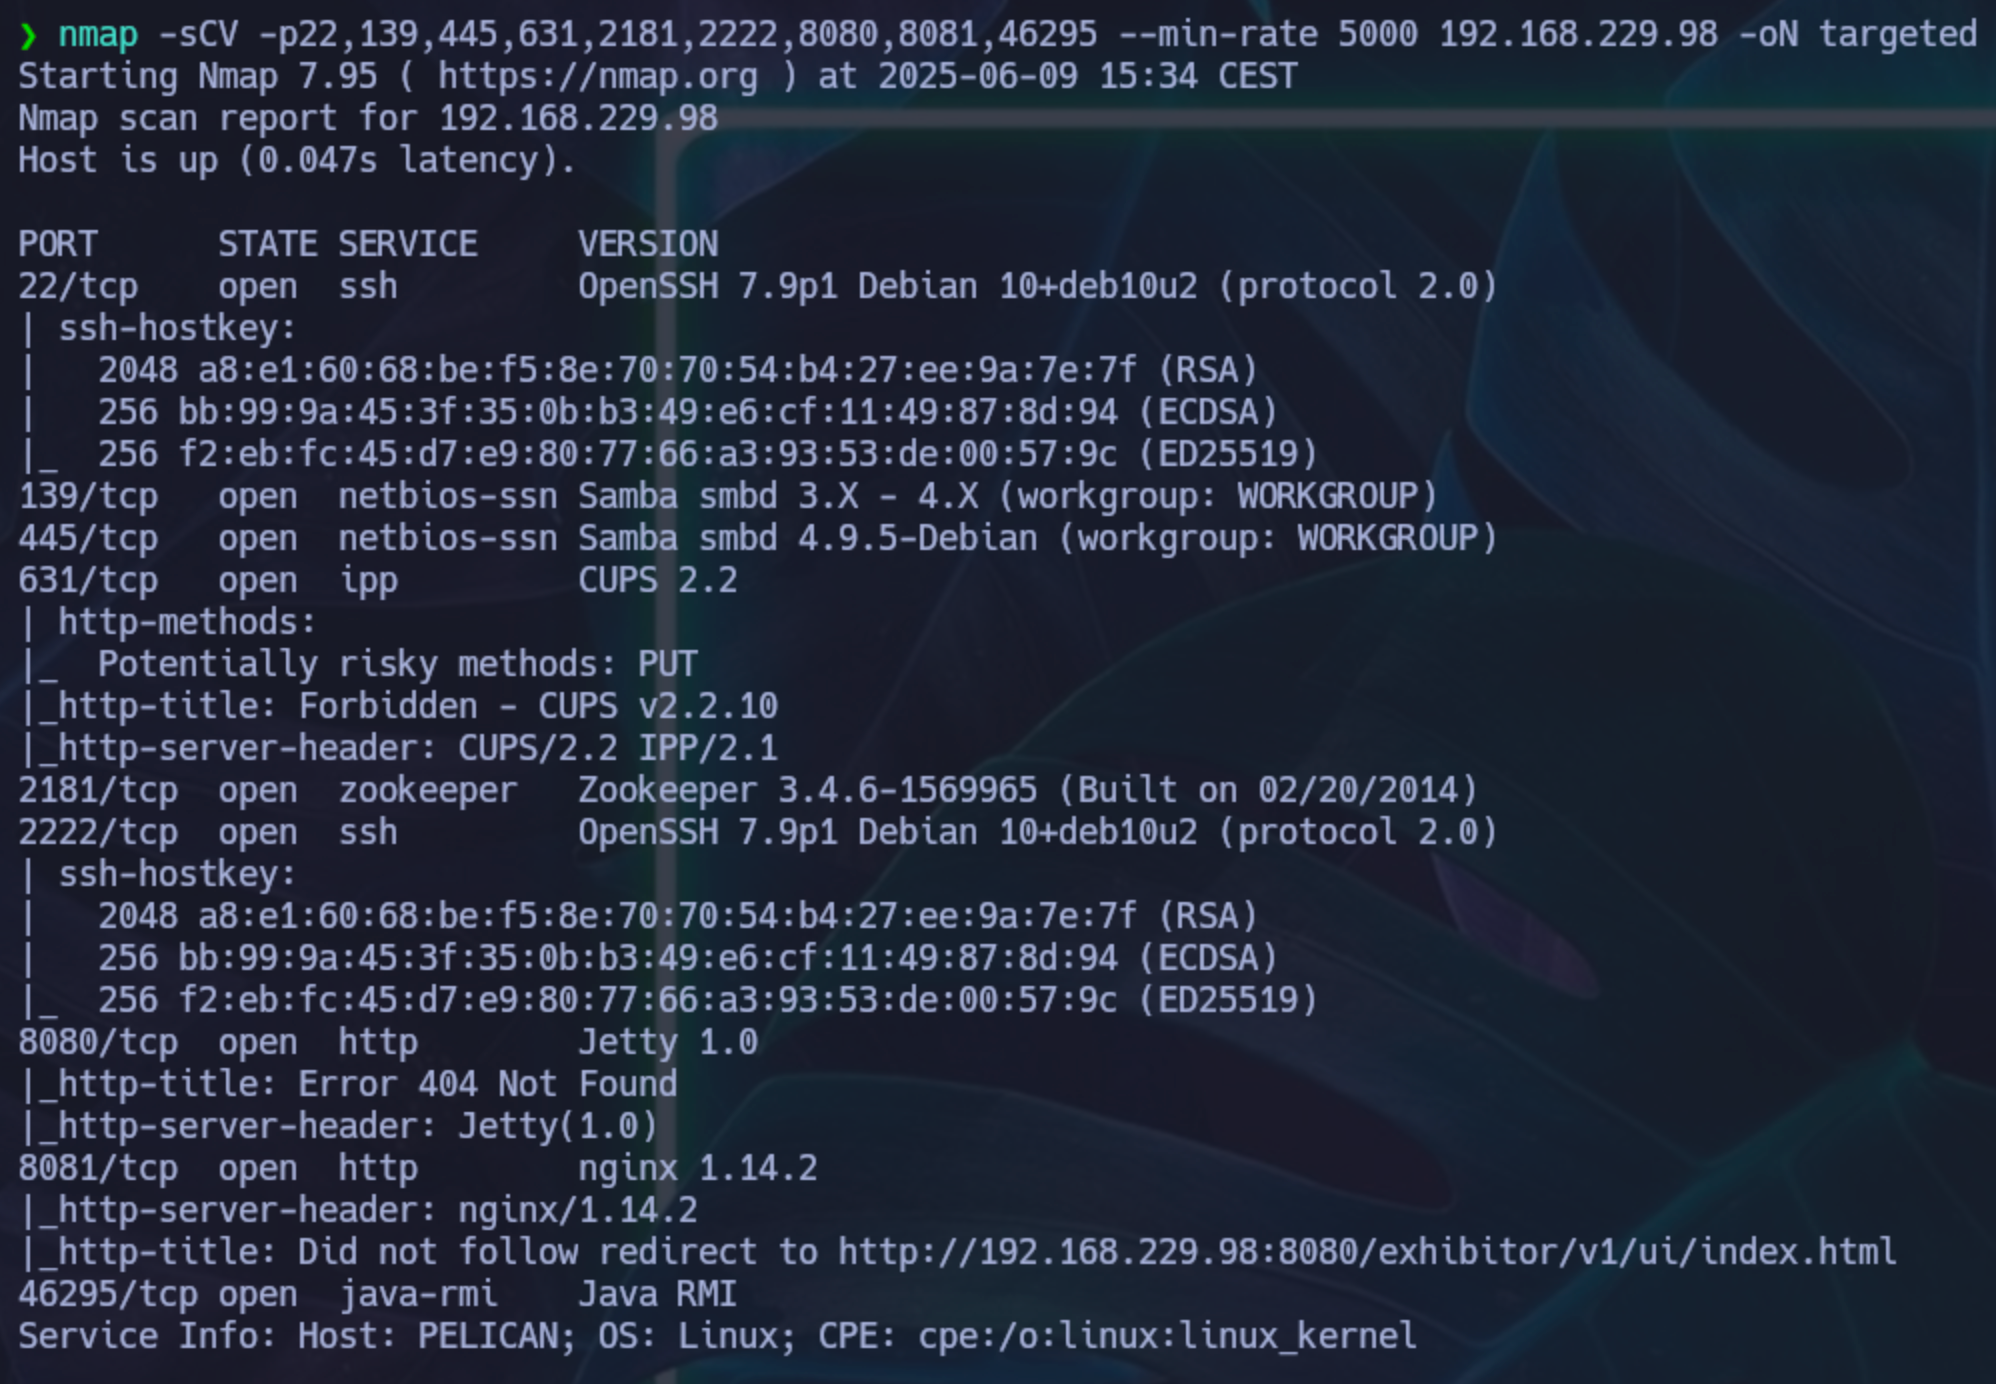 ❯ nmap -sCV -p22,139,445,631,2181,2222,8080,8081,46295 --min-rate 5000 192.168.229.98 -oN targeted
Starting Nmap 7.95 ( https://nmap.org ) at 2025-06-09 15:34 CEST
Nmap scan report for 192.168.229.98
Host is up (0.047s latency).

PORT      STATE SERVICE     VERSION
22/tcp    open  ssh         OpenSSH 7.9p1 Debian 10+deb10u2 (protocol 2.0)
| ssh-hostkey:
|   2048 a8:e1:60:68:be:f5:8e:70:70:54:b4:27:ee:9a:7e:7f (RSA)
|   256 bb:99:9a:45:3f:35:0b:b3:49:e6:cf:11:49:87:8d:94 (ECDSA)
|_  256 f2:eb:fc:45:d7:e9:80:77:66:a3:93:53:de:00:57:9c (ED25519)
139/tcp   open  netbios-ssn Samba smbd 3.X - 4.X (workgroup: WORKGROUP)
445/tcp   open  netbios-ssn Samba smbd 4.9.5-Debian (workgroup: WORKGROUP)
631/tcp   open  ipp         CUPS 2.2
| http-methods:
|_  Potentially risky methods: PUT
|_http-title: Forbidden - CUPS v2.2.10
|_http-server-header: CUPS/2.2 IPP/2.1
2181/tcp  open  zookeeper   Zookeeper 3.4.6-1569965 (Built on 02/20/2014)
2222/tcp  open  ssh         OpenSSH 7.9p1 Debian 10+deb10u2 (protocol 2.0)
| ssh-hostkey:
|   2048 a8:e1:60:68:be:f5:8e:70:70:54:b4:27:ee:9a:7e:7f (RSA)
|   256 bb:99:9a:45:3f:35:0b:b3:49:e6:cf:11:49:87:8d:94 (ECDSA)
|_  256 f2:eb:fc:45:d7:e9:80:77:66:a3:93:53:de:00:57:9c (ED25519)
8080/tcp  open  http        Jetty 1.0
|_http-title: Error 404 Not Found
|_http-server-header: Jetty(1.0)
8081/tcp  open  http        nginx 1.14.2
|_http-server-header: nginx/1.14.2
|_http-title: Did not follow redirect to http://192.168.229.98:8080/exhibitor/v1/ui/index.html
46295/tcp open  java-rmi    Java RMI
Service Info: Host: PELICAN; OS: Linux; CPE: cpe:/o:linux:linux_kernel